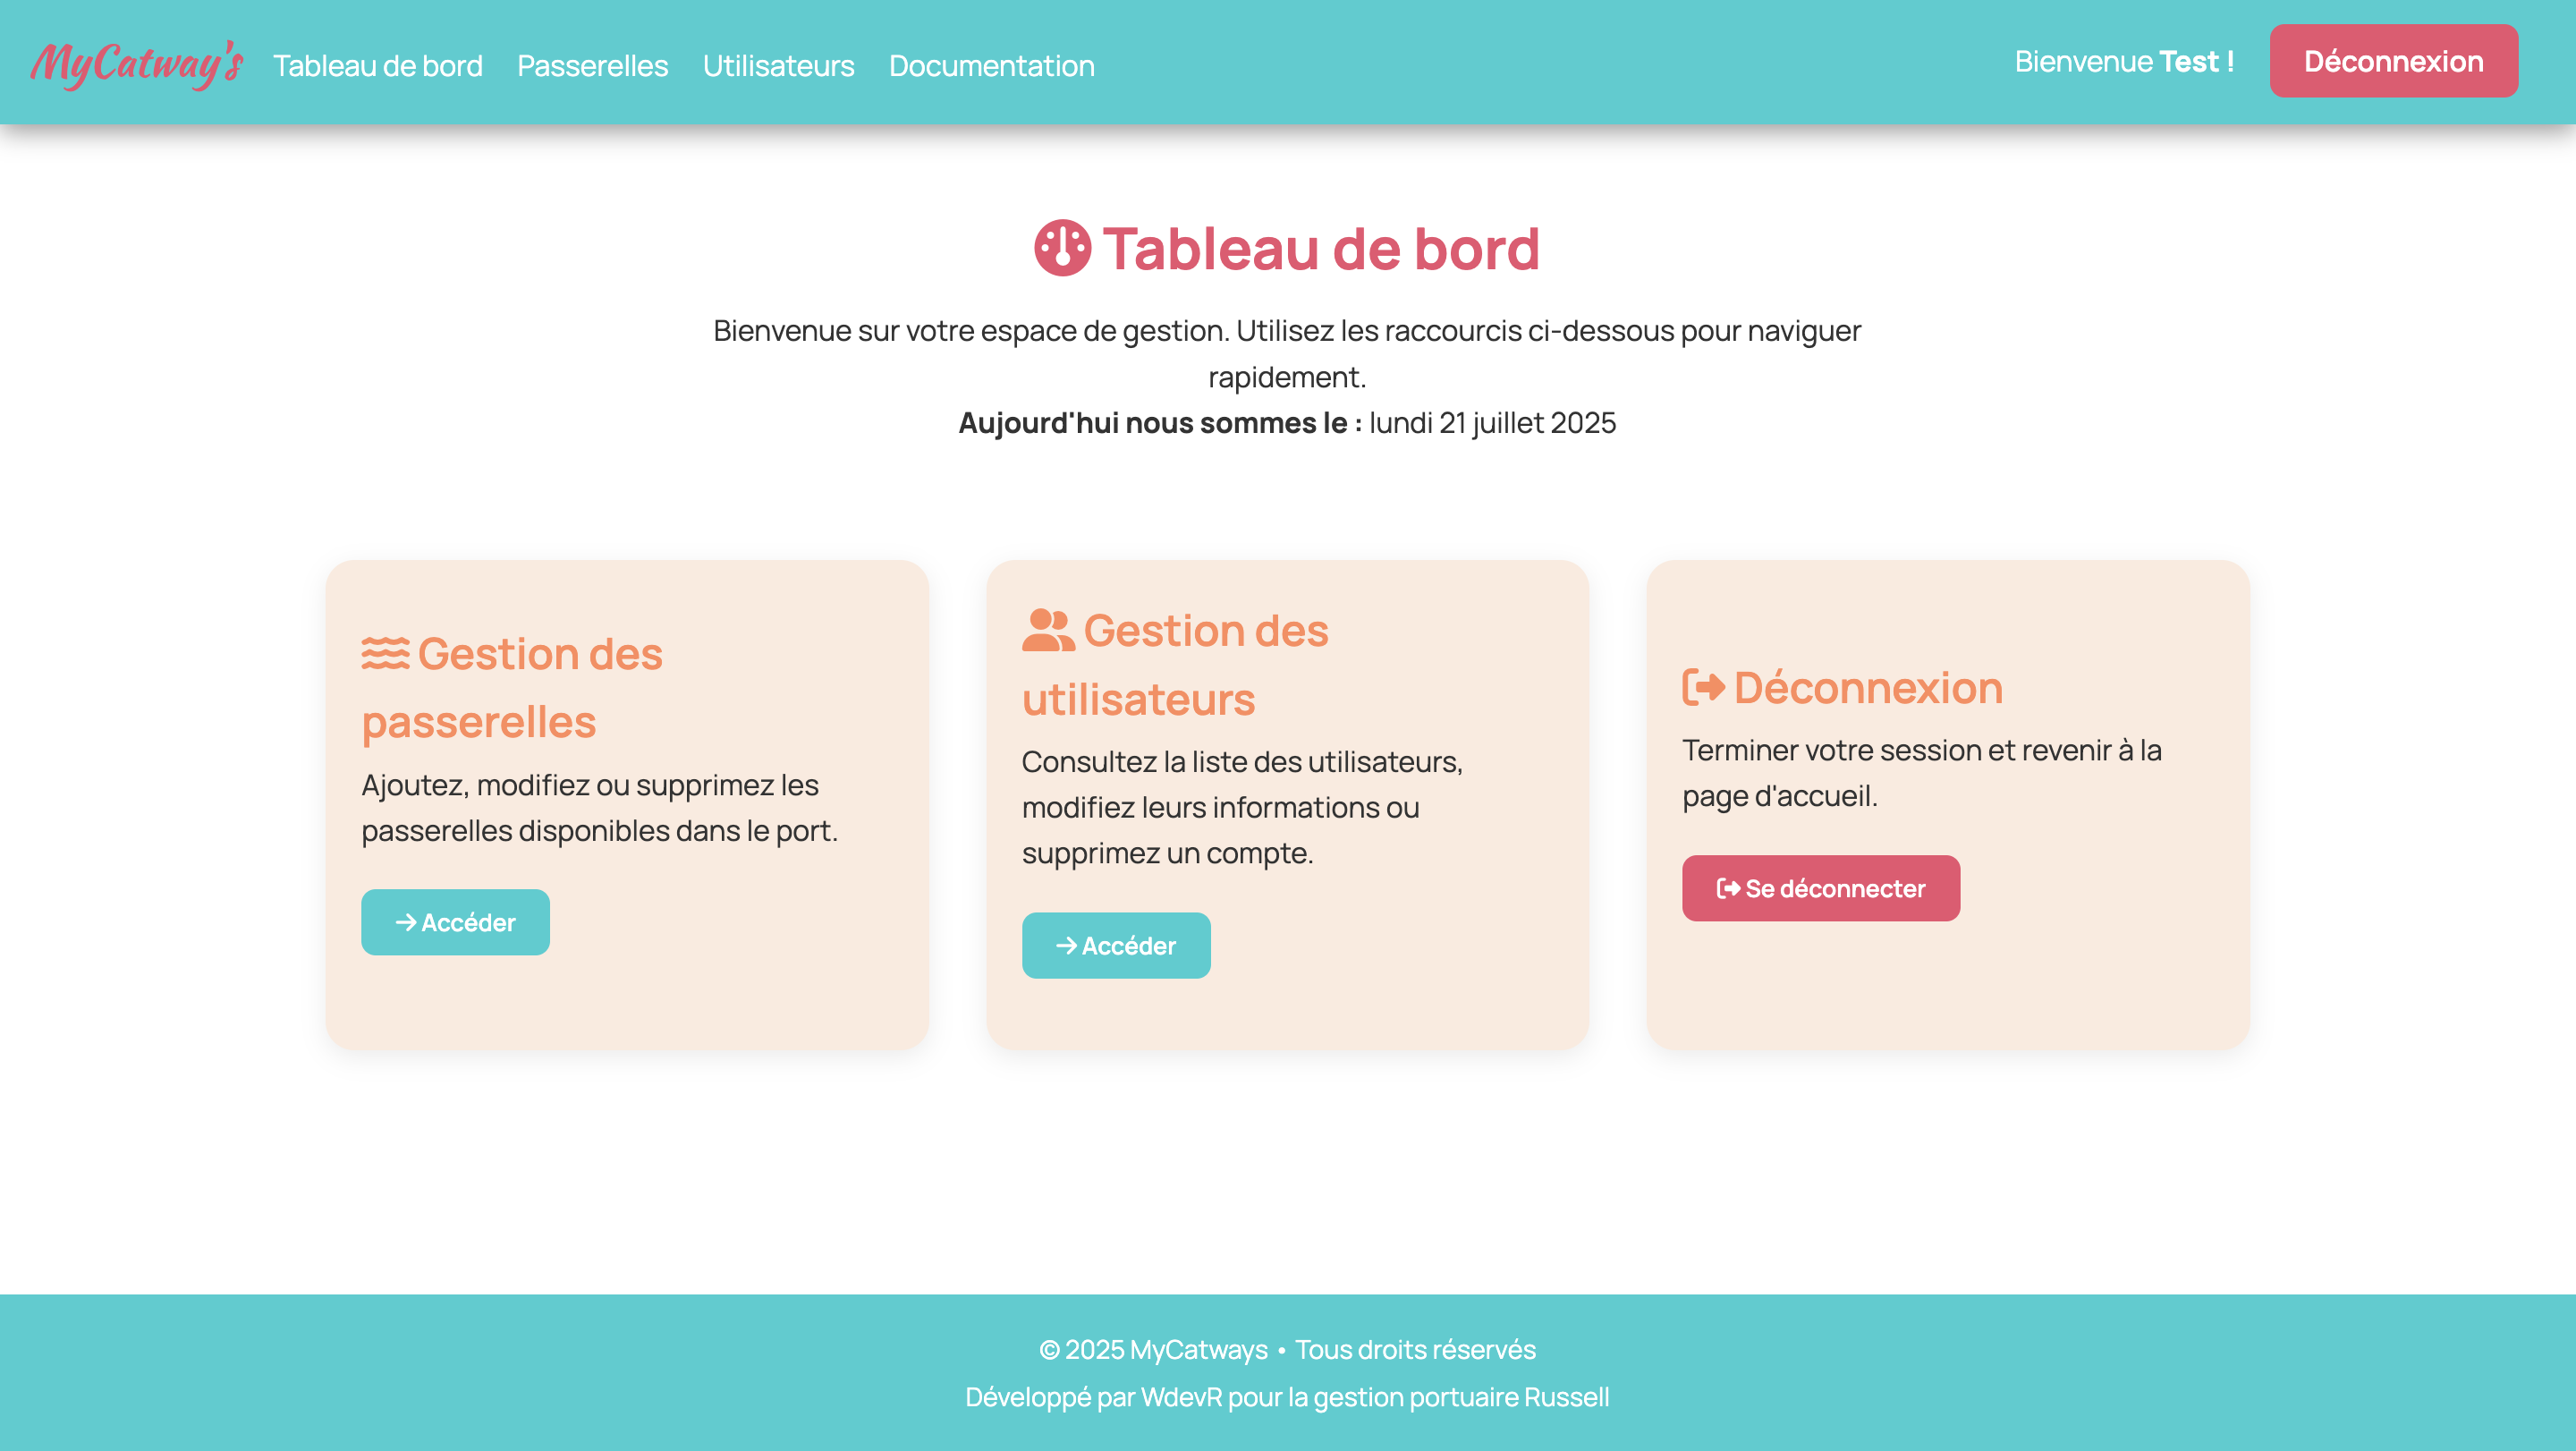 MyCatway's
Tableau de bord
Passerelles
Utilisateurs
Documentation
Bienvenue Test !
Déconnexion
Tableau de bord
Bienvenue sur votre espace de gestion. Utilisez les raccourcis ci-dessous pour naviguer
rapidement.
Aujourd'hui nous sommes le : lundi 21 juillet 2025
Gestion des
passerelles
Ajoutez, modifiez ou supprimez les
passerelles disponibles dans le port.
Accéder
Gestion des
utilisateurs
Consultez la liste des utilisateurs,
modifiez leurs informations ou
supprimez un compte.
Accéder
Déconnexion
Terminer votre session et revenir à la
page d'accueil.
Se déconnecter
© 2025 MyCatways • Tous droits réservés
Développé par WdevR pour la gestion portuaire Russell